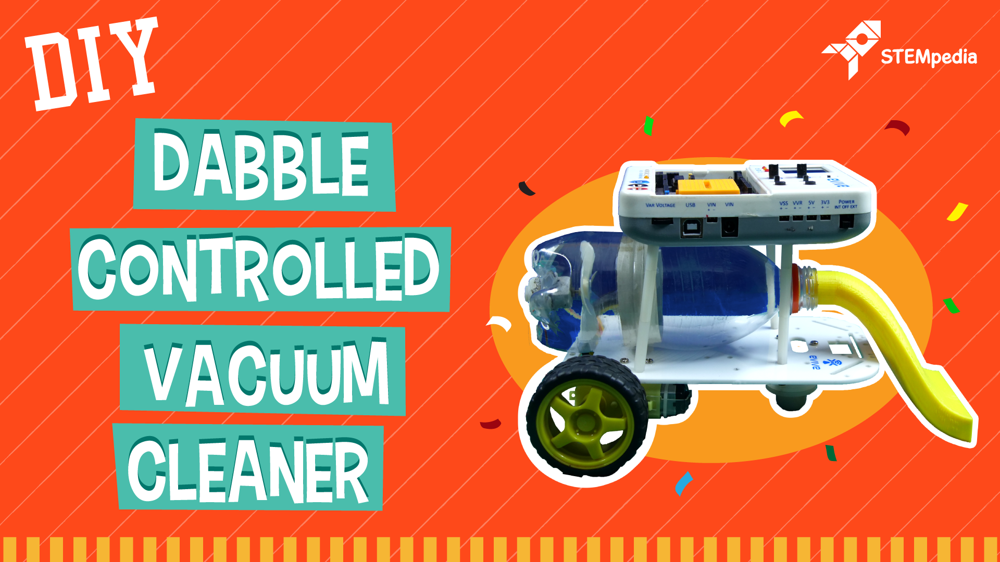 DIY
STEMpedia
DABBLE
CONTROLLED
VACUUM
CLEANER
evive
VAR VOLTAGE USB VIN VIN VSS VVR 5V 3V3 POWER
+ - + - + - + - + - INT OFF EXT
evive